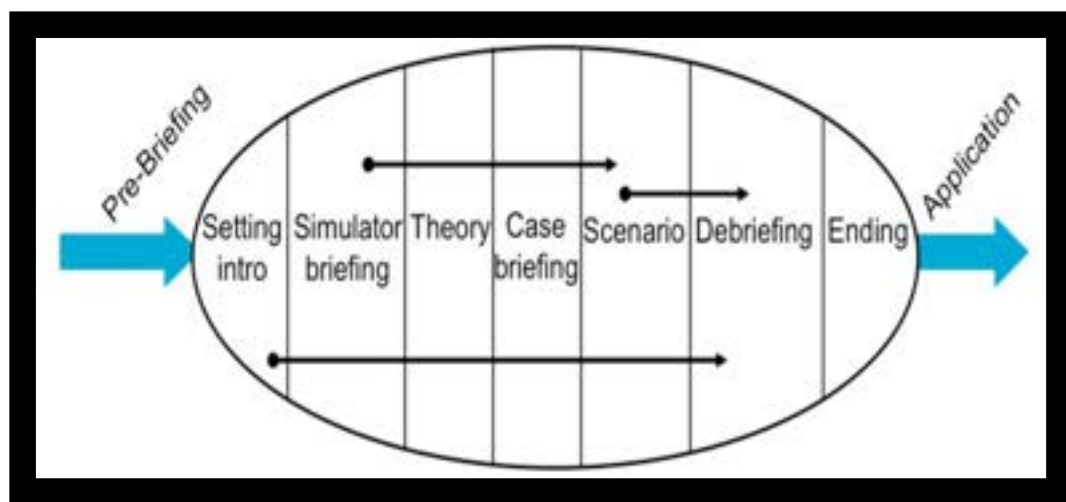 Pre-Briefing
Setting
intro
Simulator
briefing
Theory
Case
briefing
Scenario
Debriefing
Ending
Application